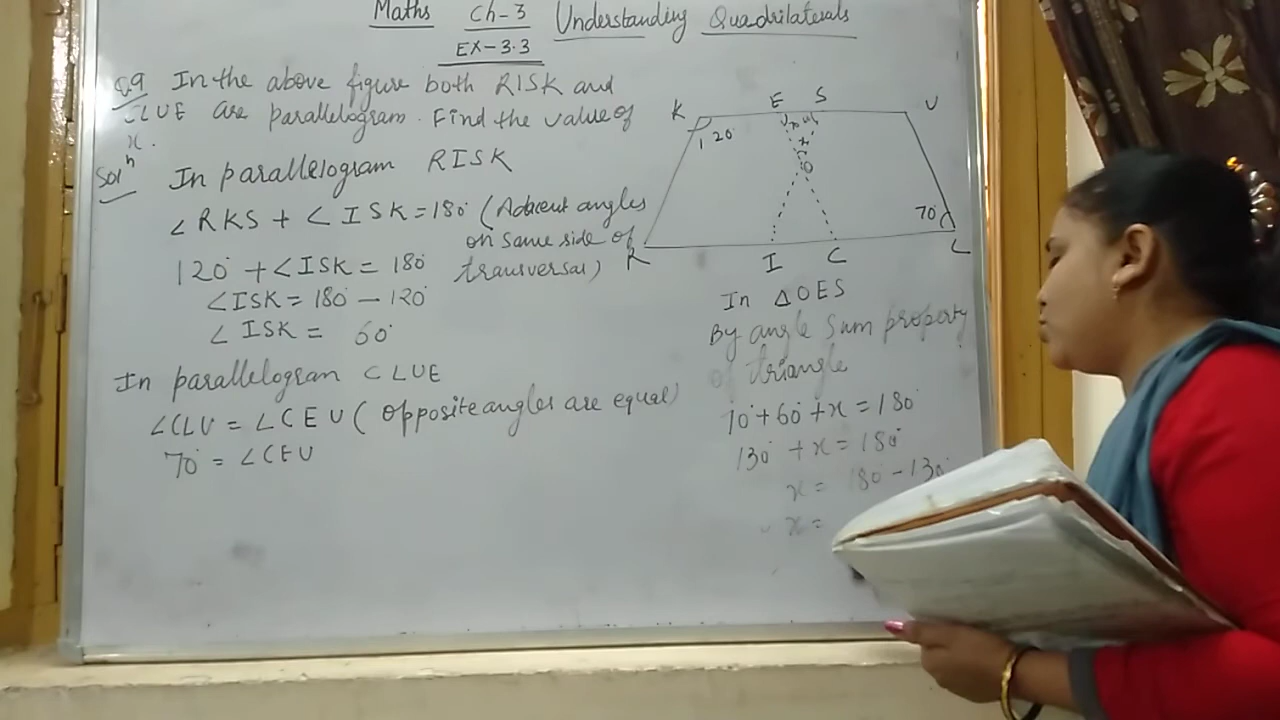 Maths Ch-3 Understanding Quadrilaterals
EX-3.3
Q9 In the above figure both RISK and
CLUE are parallelogram. Find the value of
x.
Solⁿ In parallelogram RISK
∠RKS + ∠ISK = 180° (Adjacent angles
on same side of
transversal)
120° + ∠ISK = 180°
∠ISK = 180° - 120°
∠ISK = 60°
In parallelogram CLUE
∠CLU = ∠CEU (opposite angles are equal)
70° = ∠CEU
K E S U
120°
x
O
70°
R I C L
In △OES
By angle sum property
of triangle
70° + 60° + x = 180°
130° + x = 180°
x = 180° - 130°
x =